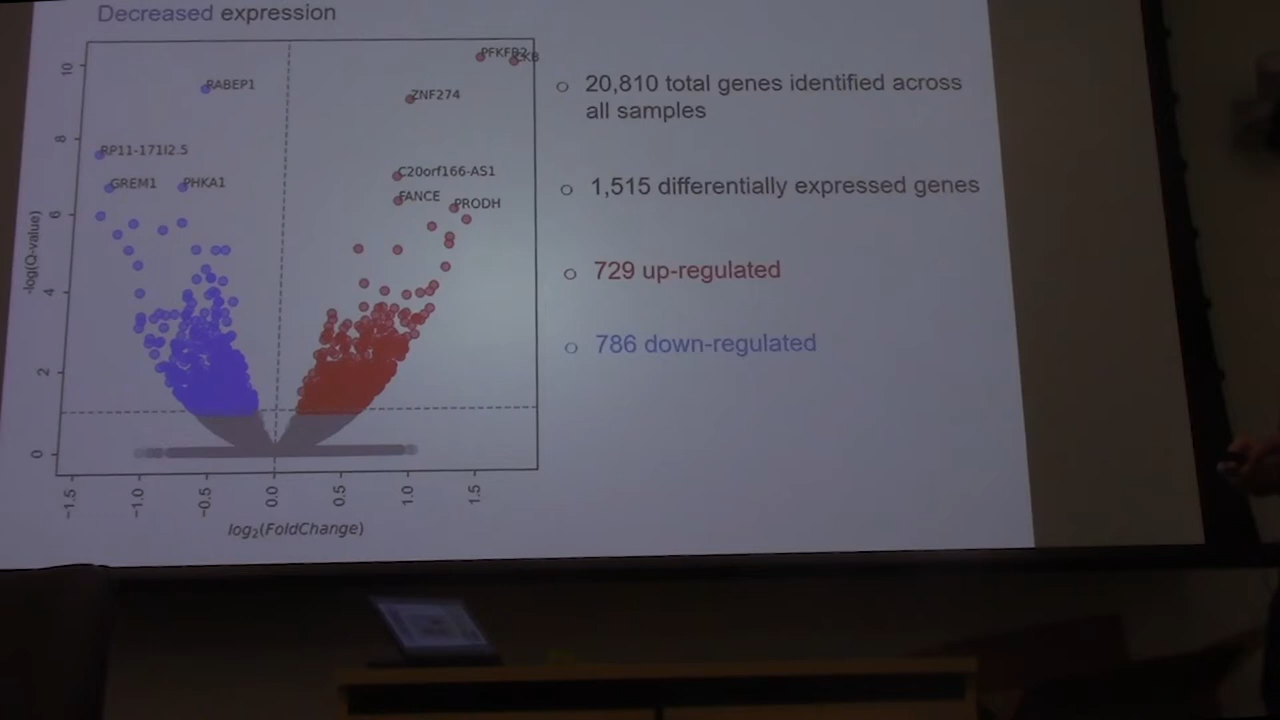 Decreased expression
10
8
6
4
2
0
-log(Q-value)
PFKFB2
CKB
RABEP1
ZNF274
RP11-171I2.5
GREM1
PHKA1
C20orf166-AS1
FANCE
PRODH
−1.5
−1.0
−0.5
0.0
0.5
1.0
1.5
log2(FoldChange)
20,810 total genes identified across
all samples
1,515 differentially expressed genes
729 up-regulated
786 down-regulated